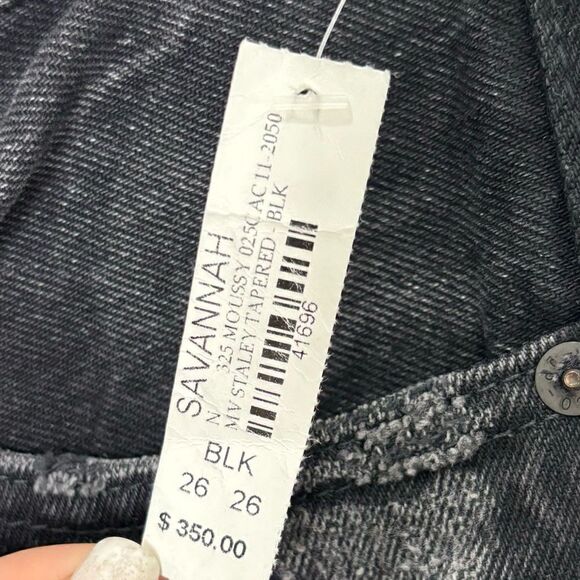 SAVANNAH
N 325 MOUSSY 025CAC11-2050
MV STALEY TAPERED - BLK
41696
BLK
26 26
$ 350.00